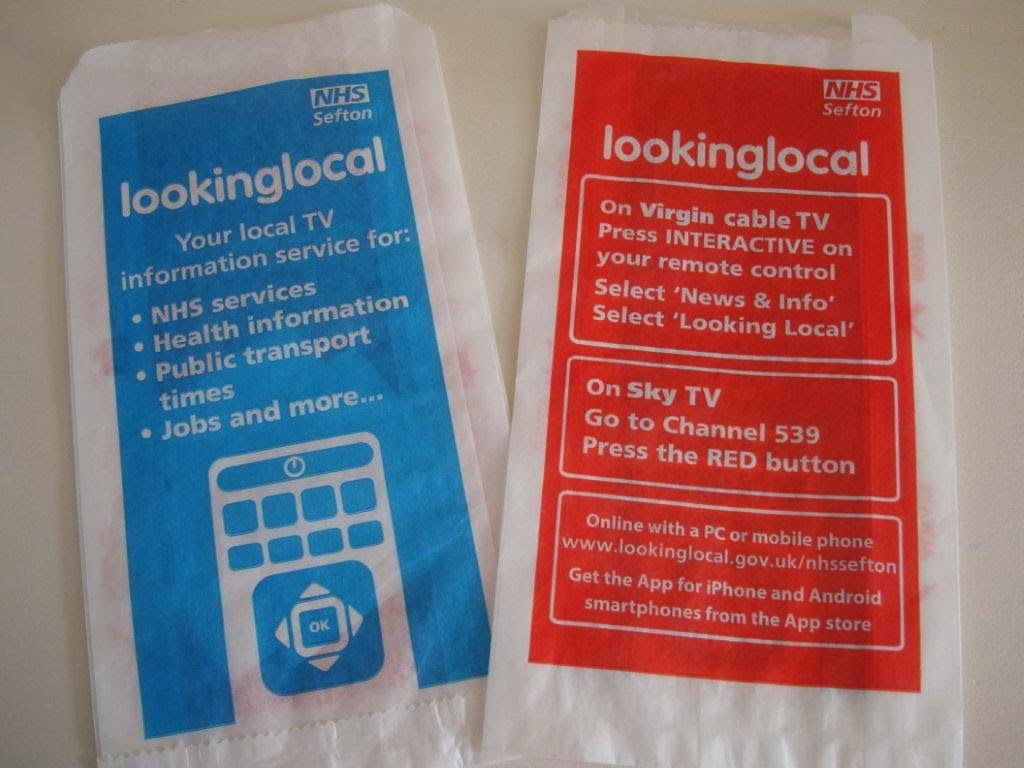 NHS
Sefton
lookinglocal
Your local TV
information service for:
• NHS services
• Health information
• Public transport
times
• Jobs and more...
OK
NHS
Sefton
lookinglocal
On Virgin cable TV
Press INTERACTIVE on
your remote control
Select 'News & Info'
Select 'Looking Local'
On Sky TV
Go to Channel 539
Press the RED button
Online with a PC or mobile phone
www.lookinglocal.gov.uk/nhssefton
Get the App for iPhone and Android
smartphones from the App store